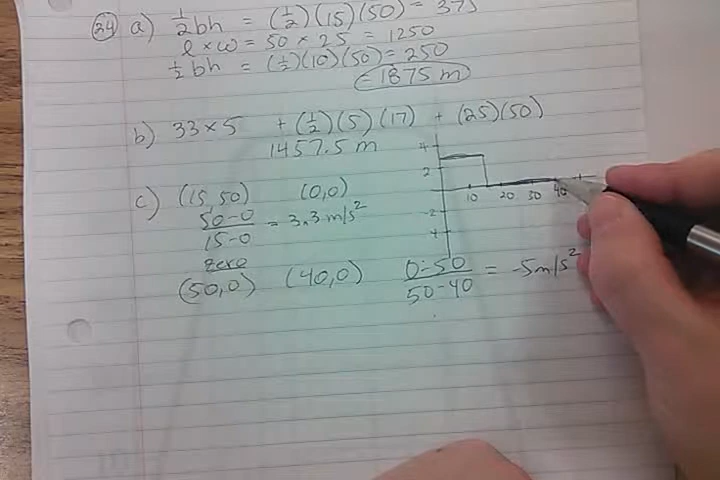 24 a) ½bh = (½)(15)(50) = 375
l × w = 50 × 25 = 1250
½ bh = (½)(10)(50) = 250
= 1875 m
b) 33 × 5 + (½)(5)(17) + (25)(50)
1457.5 m
c) (15, 50) (0,0)
50-0
15-0
= 3.3 m/s²
zero
(50,0) (40,0)
0-50
50-40
= -5 m/s²
4
2
10 20 30 40
-2
-4